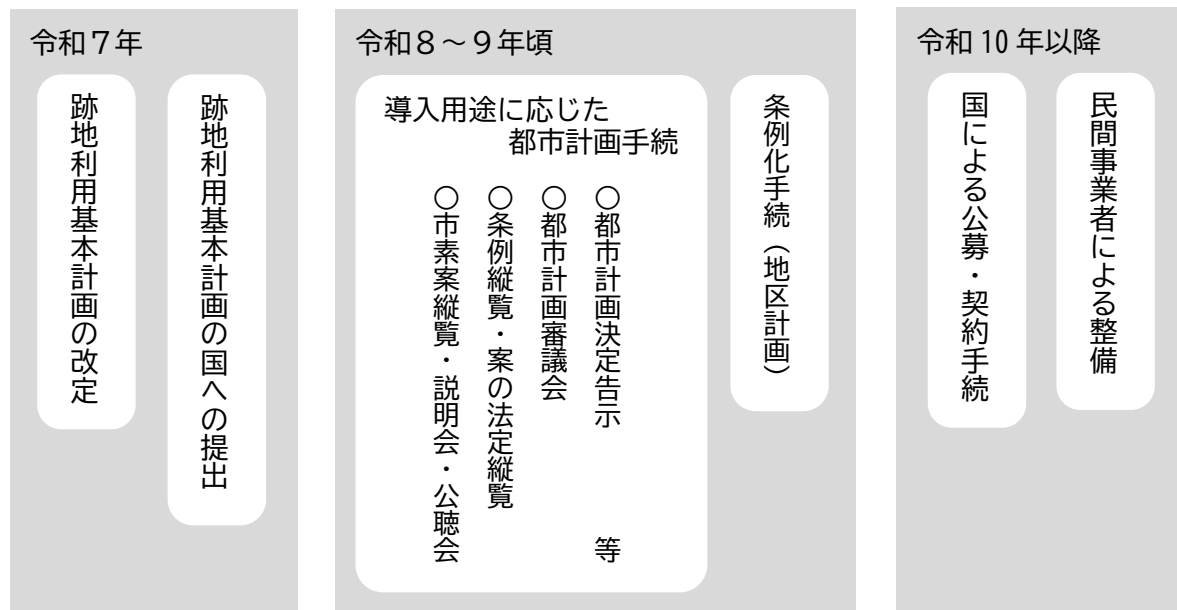 令和７年
跡地利用基本計画の改定
跡地利用基本計画の国への提出
令和８～９年頃
導入用途に応じた
都市計画手続
〇市素案縦覧・説明会・公聴会
〇条例縦覧・案の法定縦覧
〇都市計画審議会
〇都市計画決定告示　　　等
条例化手続（地区計画）
令和 10 年以降
国による公募・契約手続
民間事業者による整備